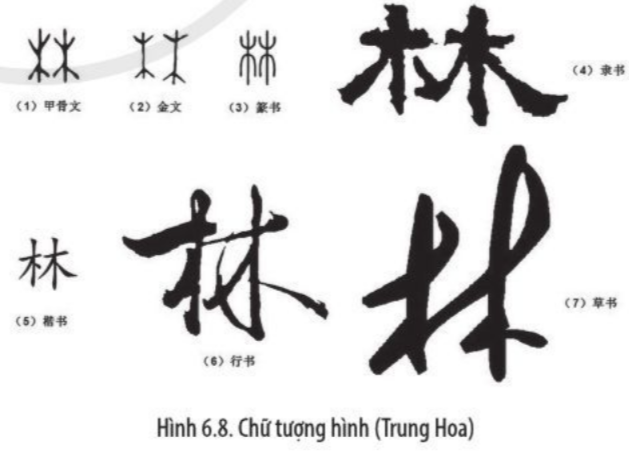 林 林 林 林
（4）隶书
（1）甲骨文 （2）金文 （3）篆书
林 林 林
（5）楷书
（7）草书
（6）行书
Hình 6.8. Chữ tượng hình (Trung Hoa)